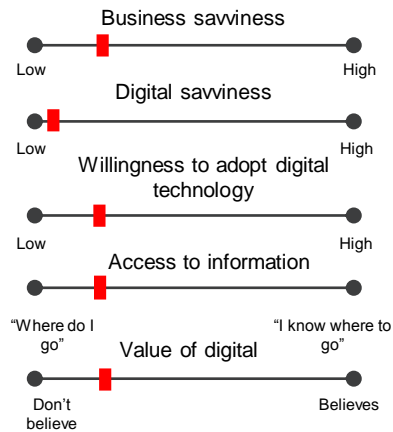 Business savviness
Low
High
Digital savviness
Low
High
Willingness to adopt digital
technology
Low
High
Access to information
“Where do I
go”
“I know where to
go”
Value of digital
Don’t
believe
Believes